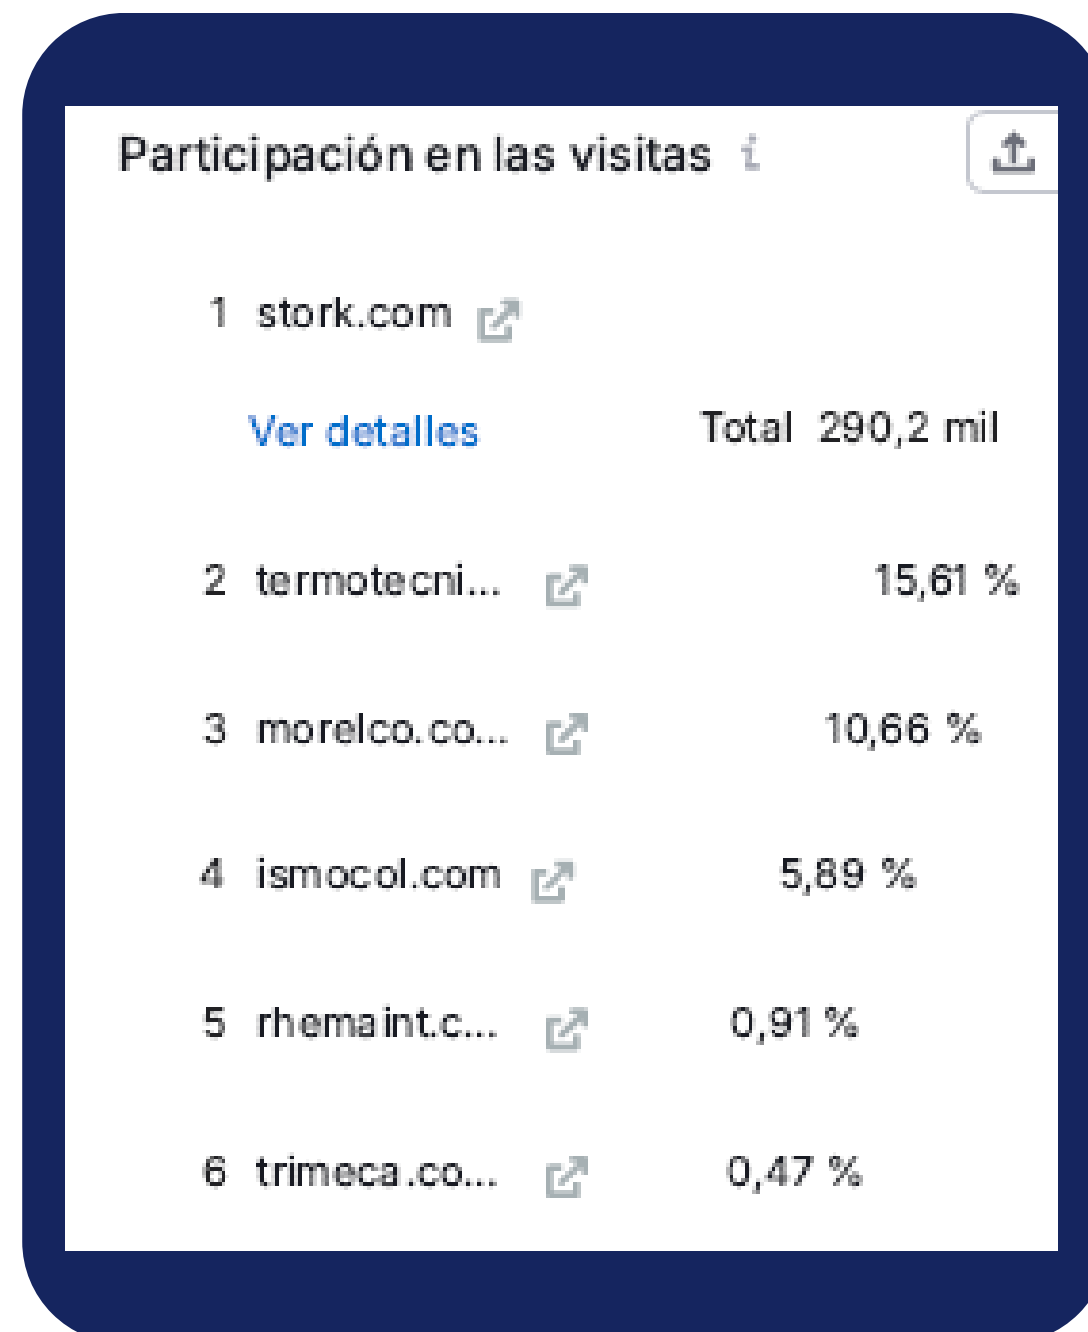 Participación en las visitas i
1 stork.com
Ver detalles Total 290,2 mil
2 termotecni... 15,61 %
3 morelco.co... 10,66 %
4 ismocol.com 5,89 %
5 rhemaint.c... 0,91 %
6 trimeca.co... 0,47 %